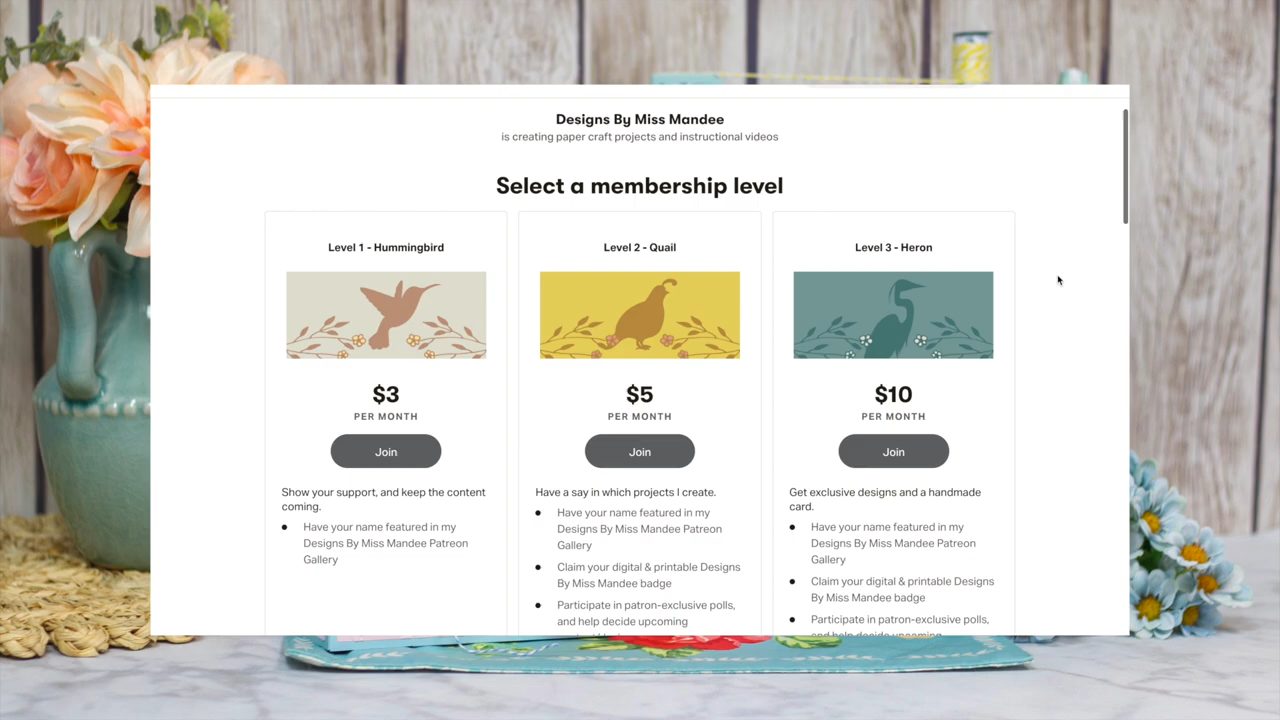 Designs By Miss Mandee
is creating paper craft projects and instructional videos
Select a membership level
Level 1 - Hummingbird
$3
PER MONTH
Join
Show your support, and keep the content
coming.
Have your name featured in my
Designs By Miss Mandee Patreon
Gallery
Level 2 - Quail
$5
PER MONTH
Join
Have a say in which projects I create.
Have your name featured in my
Designs By Miss Mandee Patreon
Gallery
Claim your digital & printable Designs
By Miss Mandee badge
Participate in patron-exclusive polls,
and help decide upcoming
Level 3 - Heron
$10
PER MONTH
Join
Get exclusive designs and a handmade
card.
Have your name featured in my
Designs By Miss Mandee Patreon
Gallery
Claim your digital & printable Designs
By Miss Mandee badge
Participate in patron-exclusive polls,
and help decide upcoming